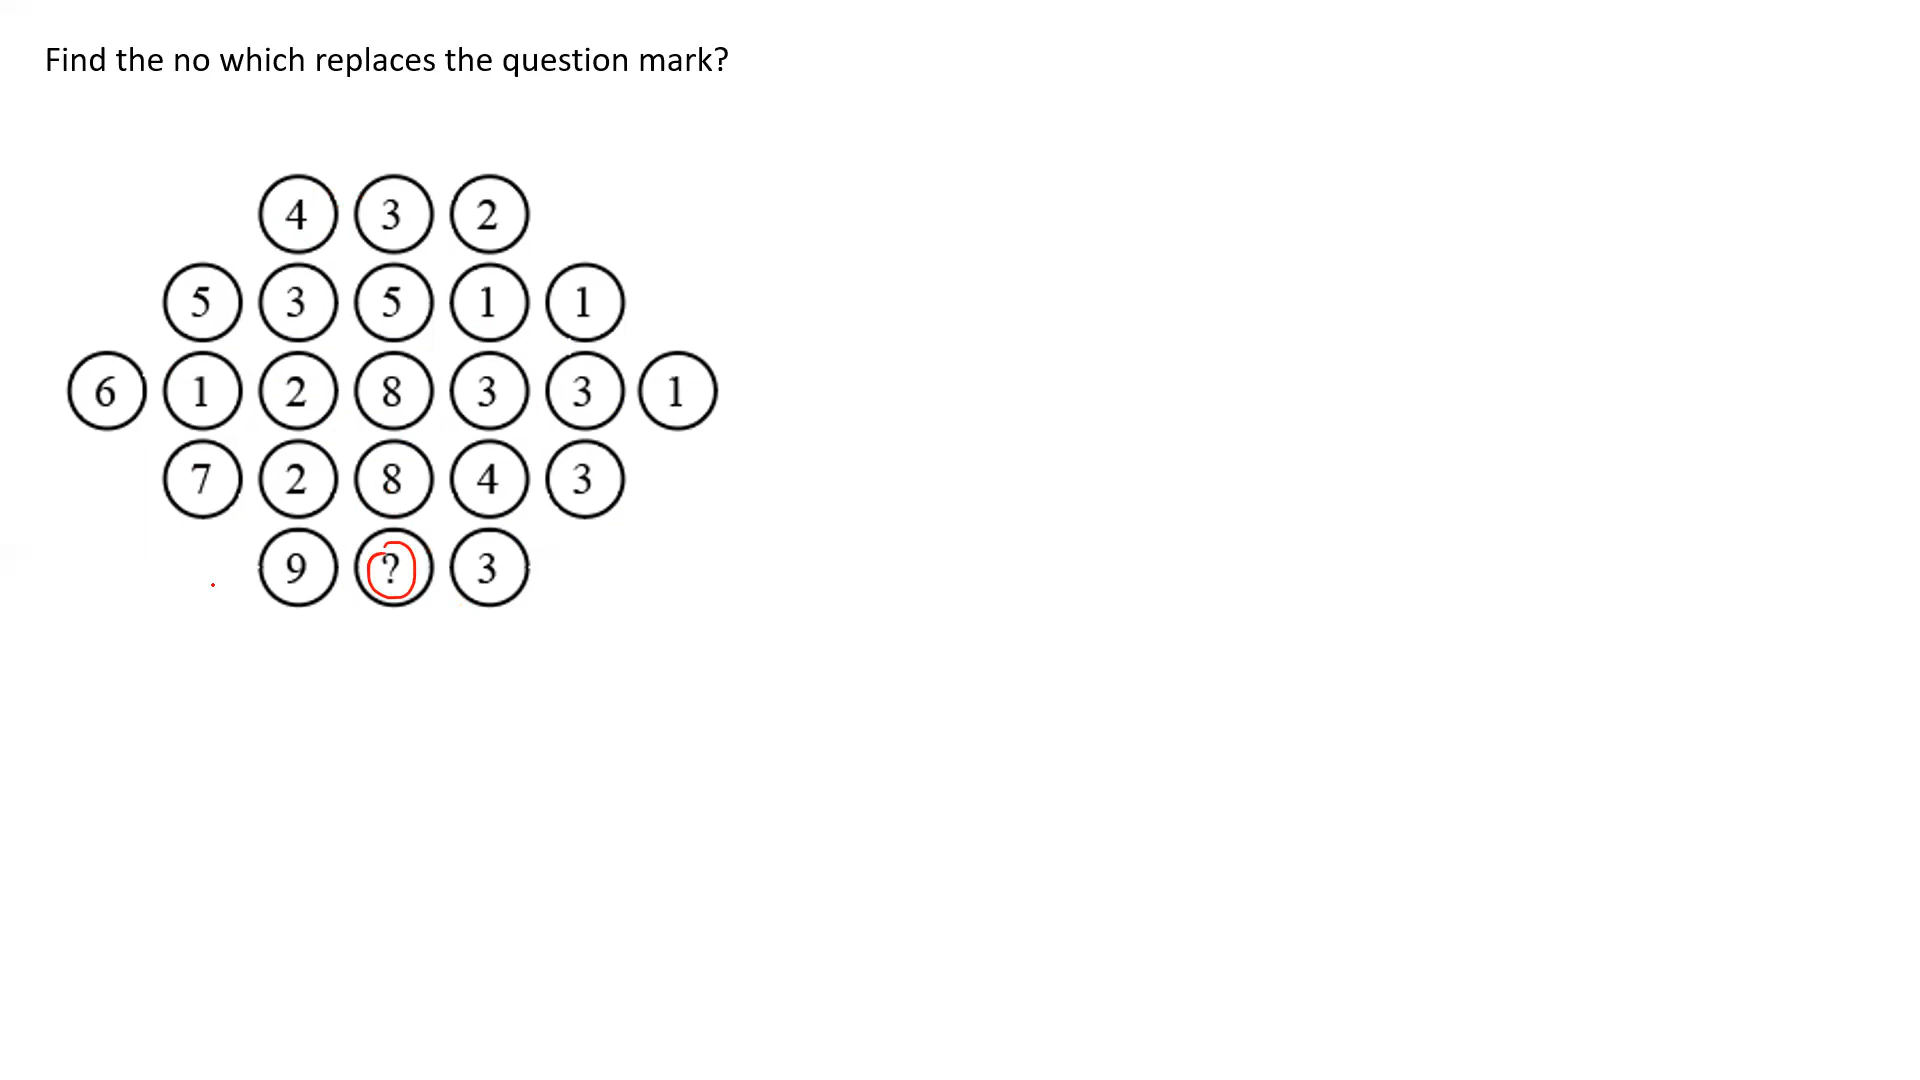 Find the no which replaces the question mark?
4 3 2
5 3 5 1 1
6 1 2 8 3 3 1
7 2 8 4 3
9 ? 3